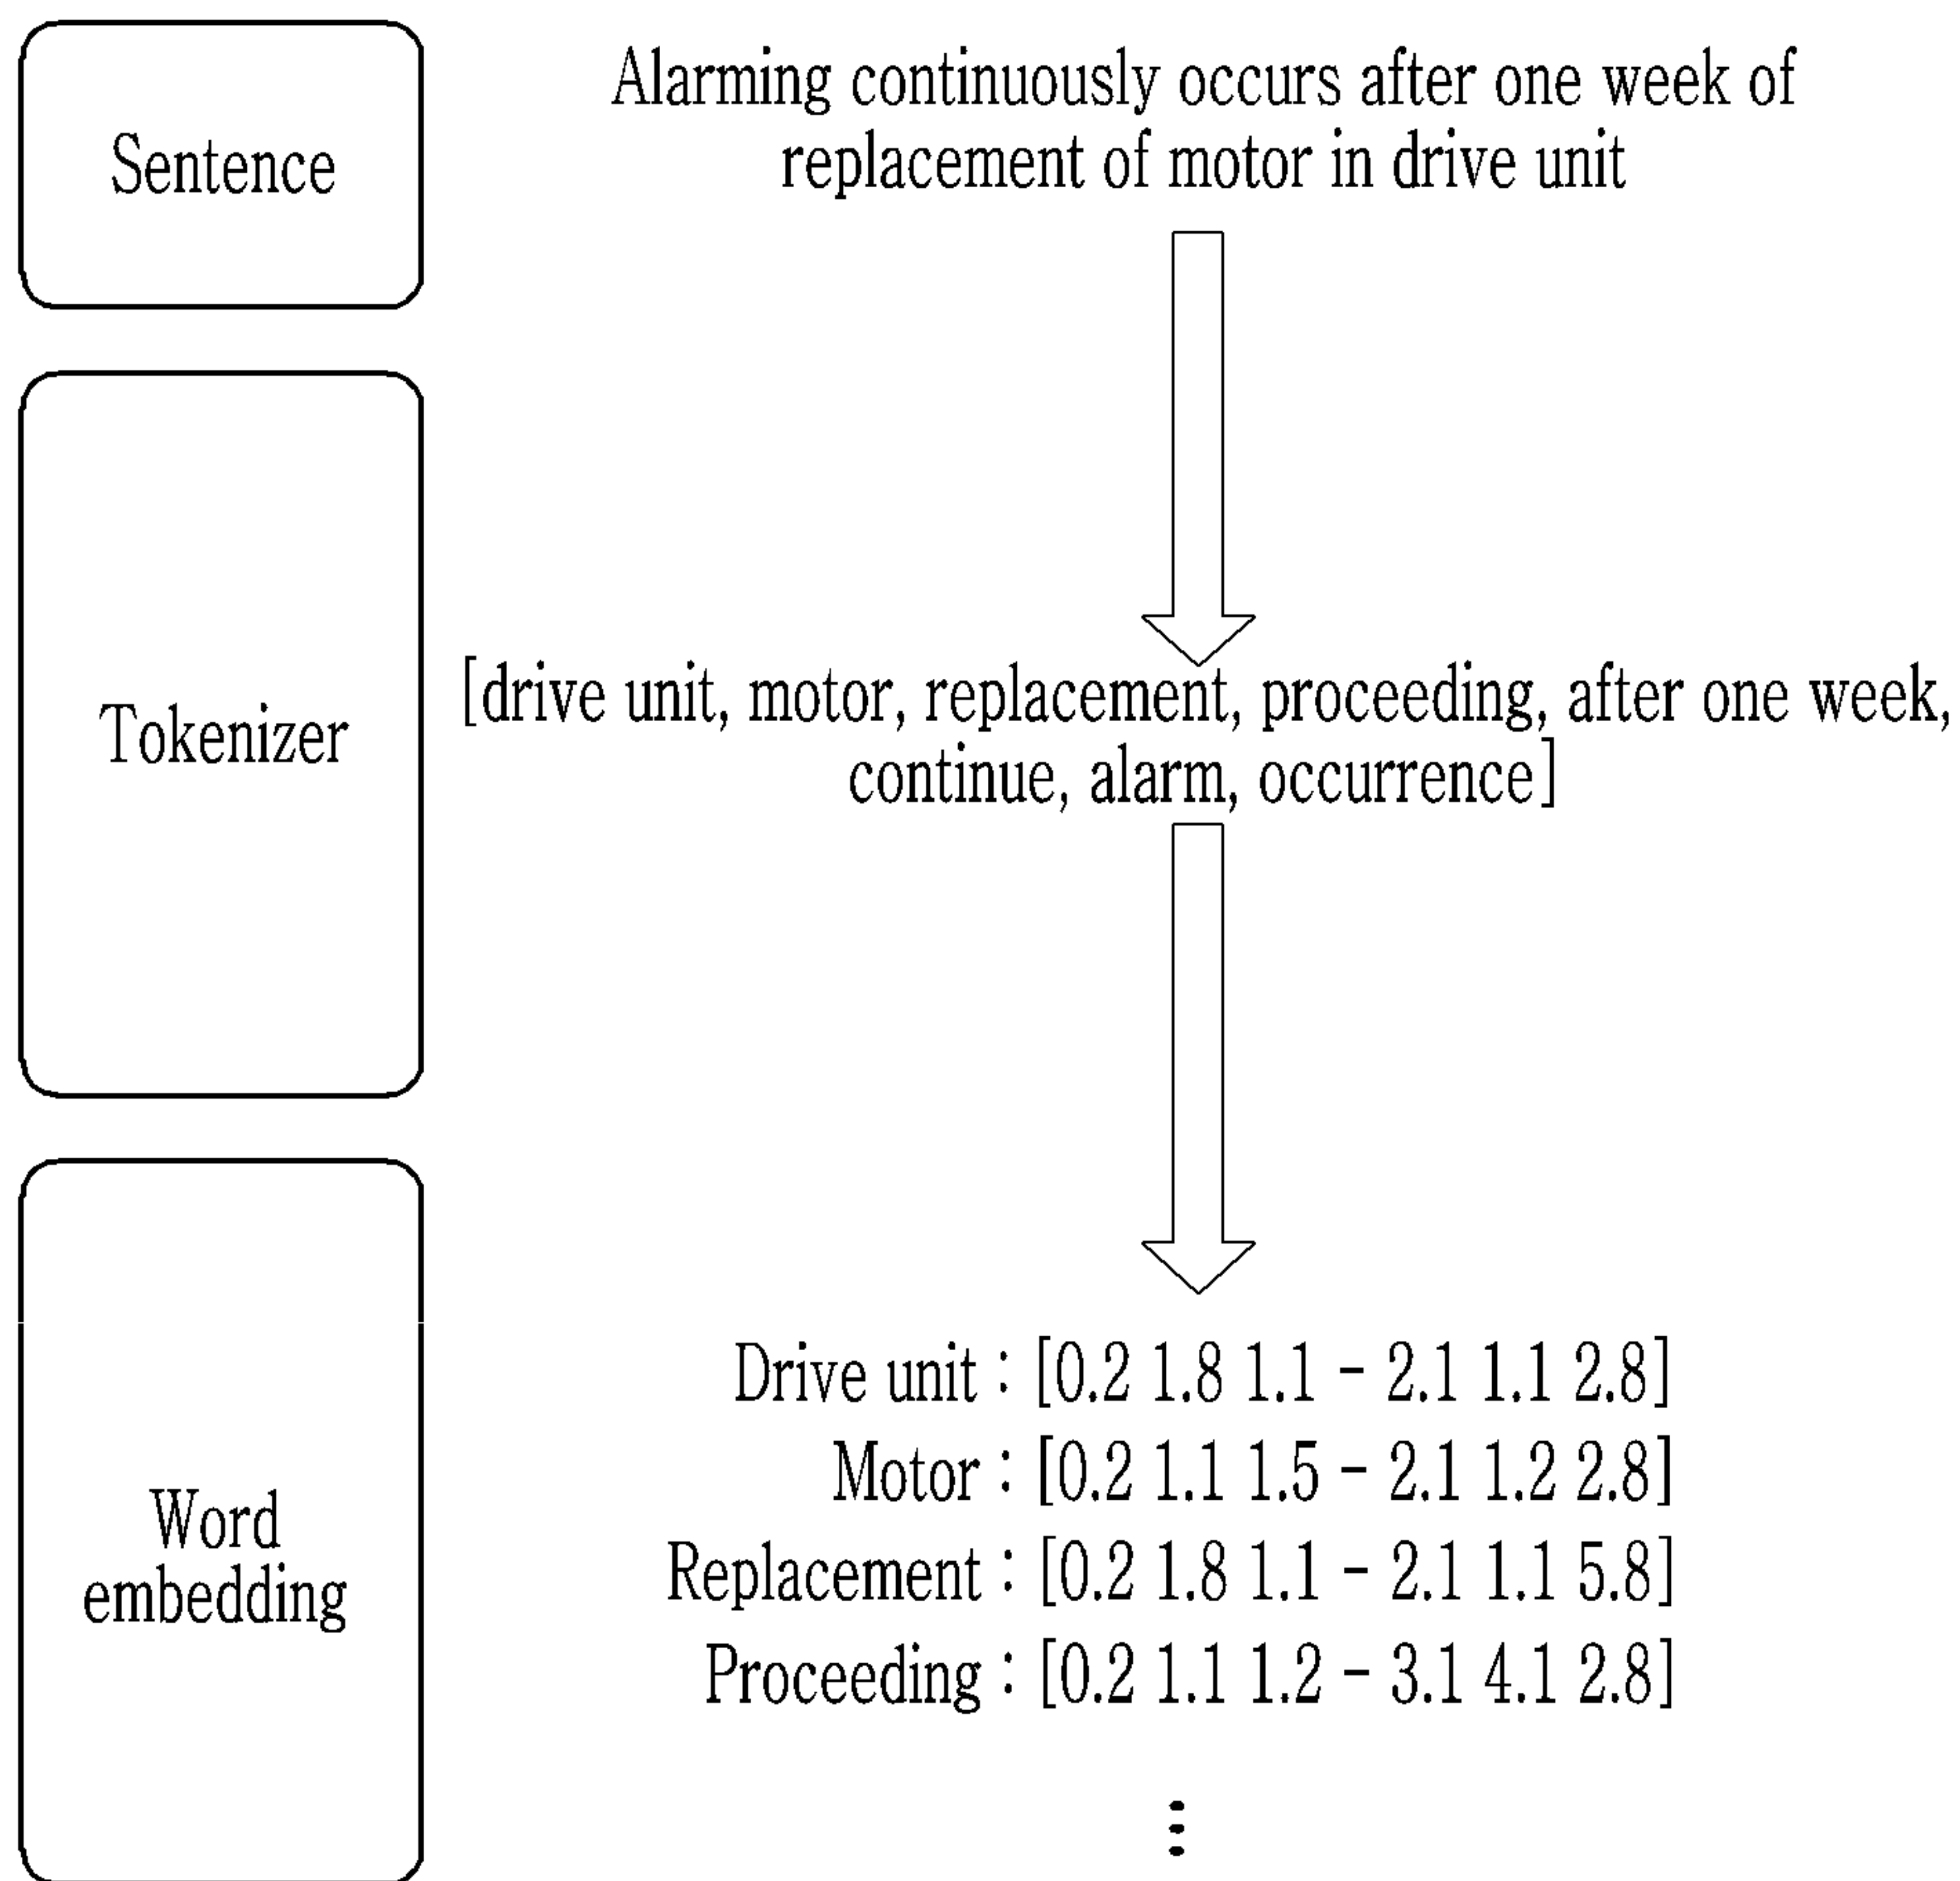 Sentence
Alarming continuously occurs after one week of
replacement of motor in drive unit
Tokenizer
[drive unit, motor, replacement, proceeding, after one week,
continue, alarm, occurrence]
Word
embedding
Drive unit : [0.2 1.8 1.1 - 2.1 1.1 2.8]
Motor : [0.2 1.1 1.5 - 2.1 1.2 2.8]
Replacement : [0.2 1.8 1.1 - 2.1 1.1 5.8]
Proceeding : [0.2 1.1 1.2 - 3.1 4.1 2.8]
⋮